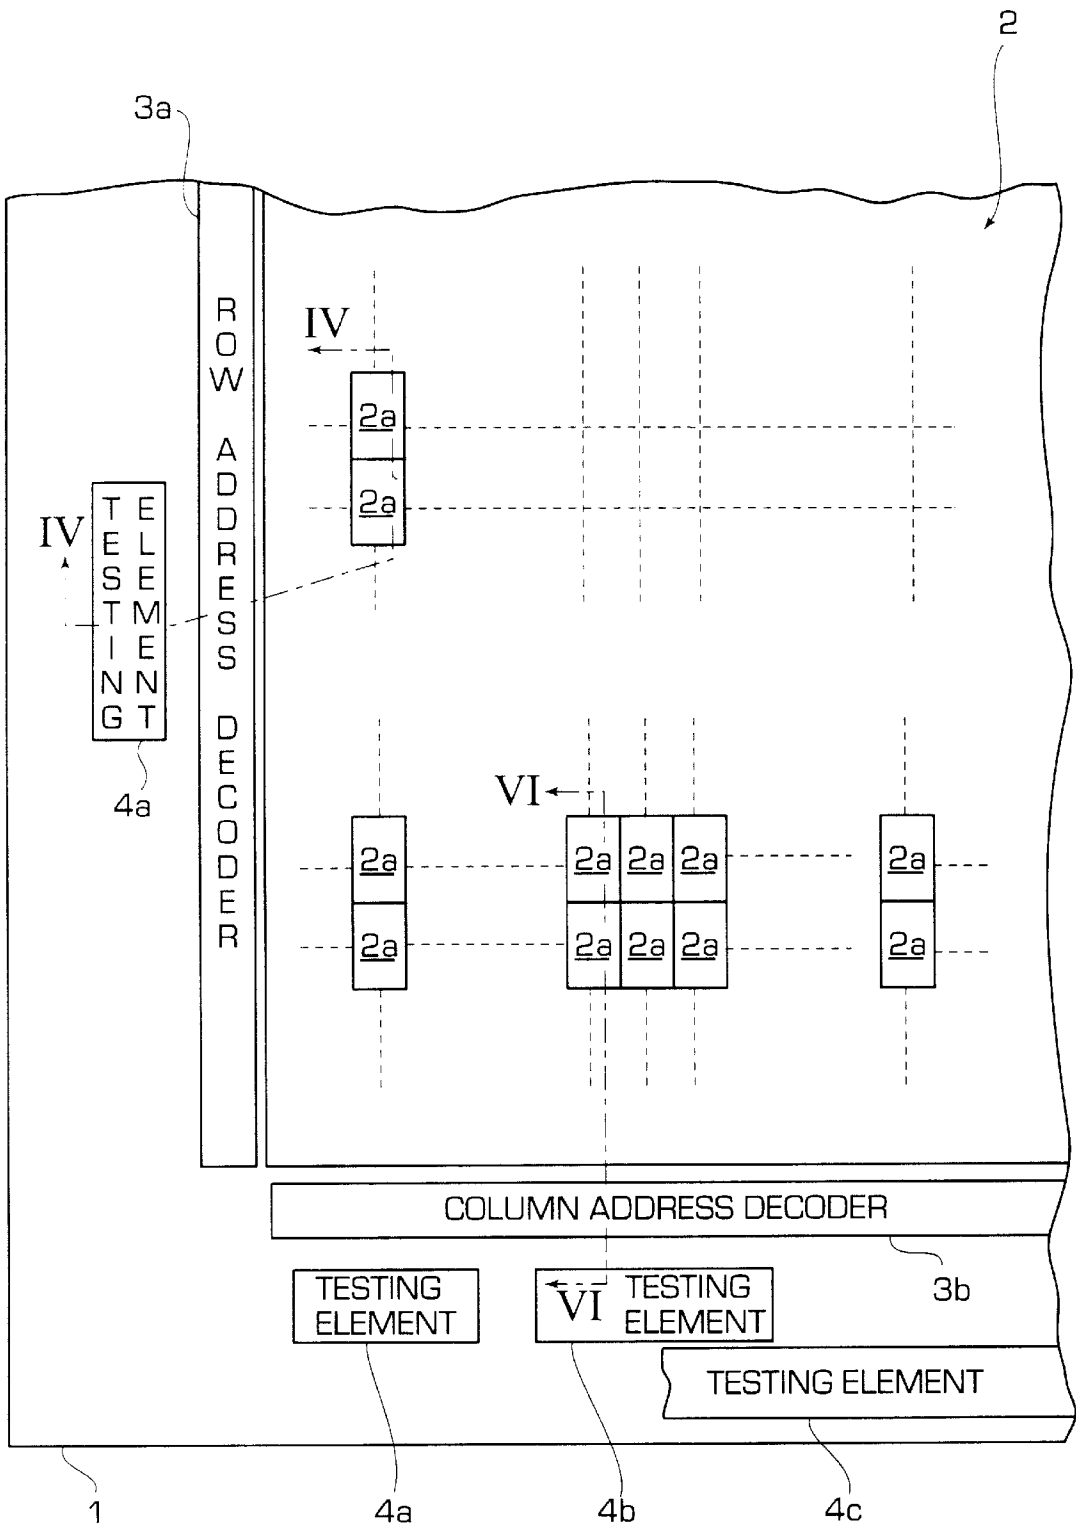 2
3a
ROW ADDRESS DECODER
IV
2a
2a
IV
TESTING
ELEMENT
4a
VI
2a
2a 2a 2a
2a
2a
2a 2a 2a
2a
COLUMN ADDRESS DECODER
3b
TESTING
ELEMENT
VI
TESTING
ELEMENT
TESTING ELEMENT
1
4a
4b
4c